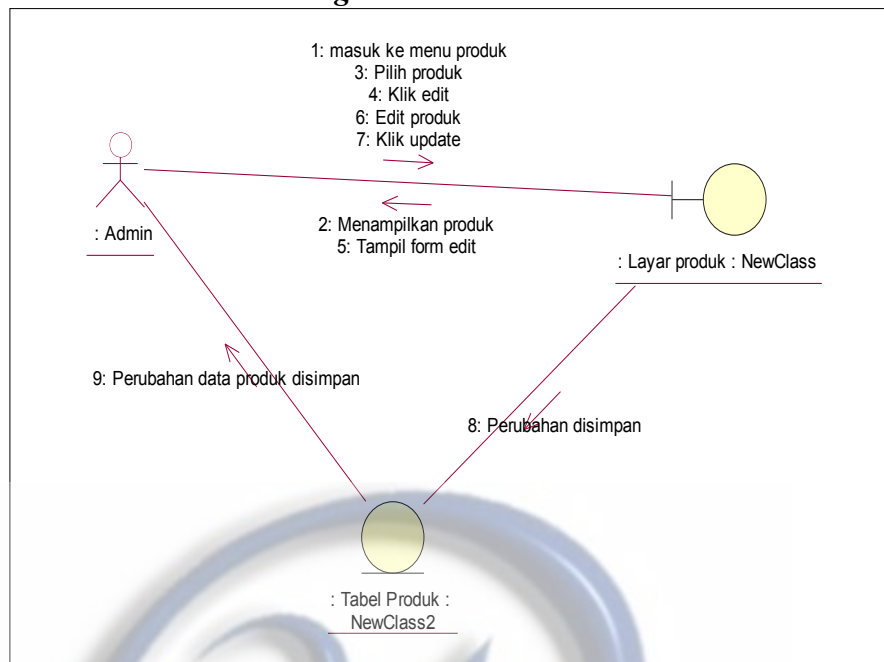 1: masuk ke menu produk
3: Pilih produk
4: Klik edit
6: Edit produk
7: Klik update
2: Menampilkan produk
5: Tampil form edit
: Admin
: Layar produk : NewClass
9: Perubahan data produk disimpan
8: Perubahan disimpan
: Tabel Produk :
NewClass2